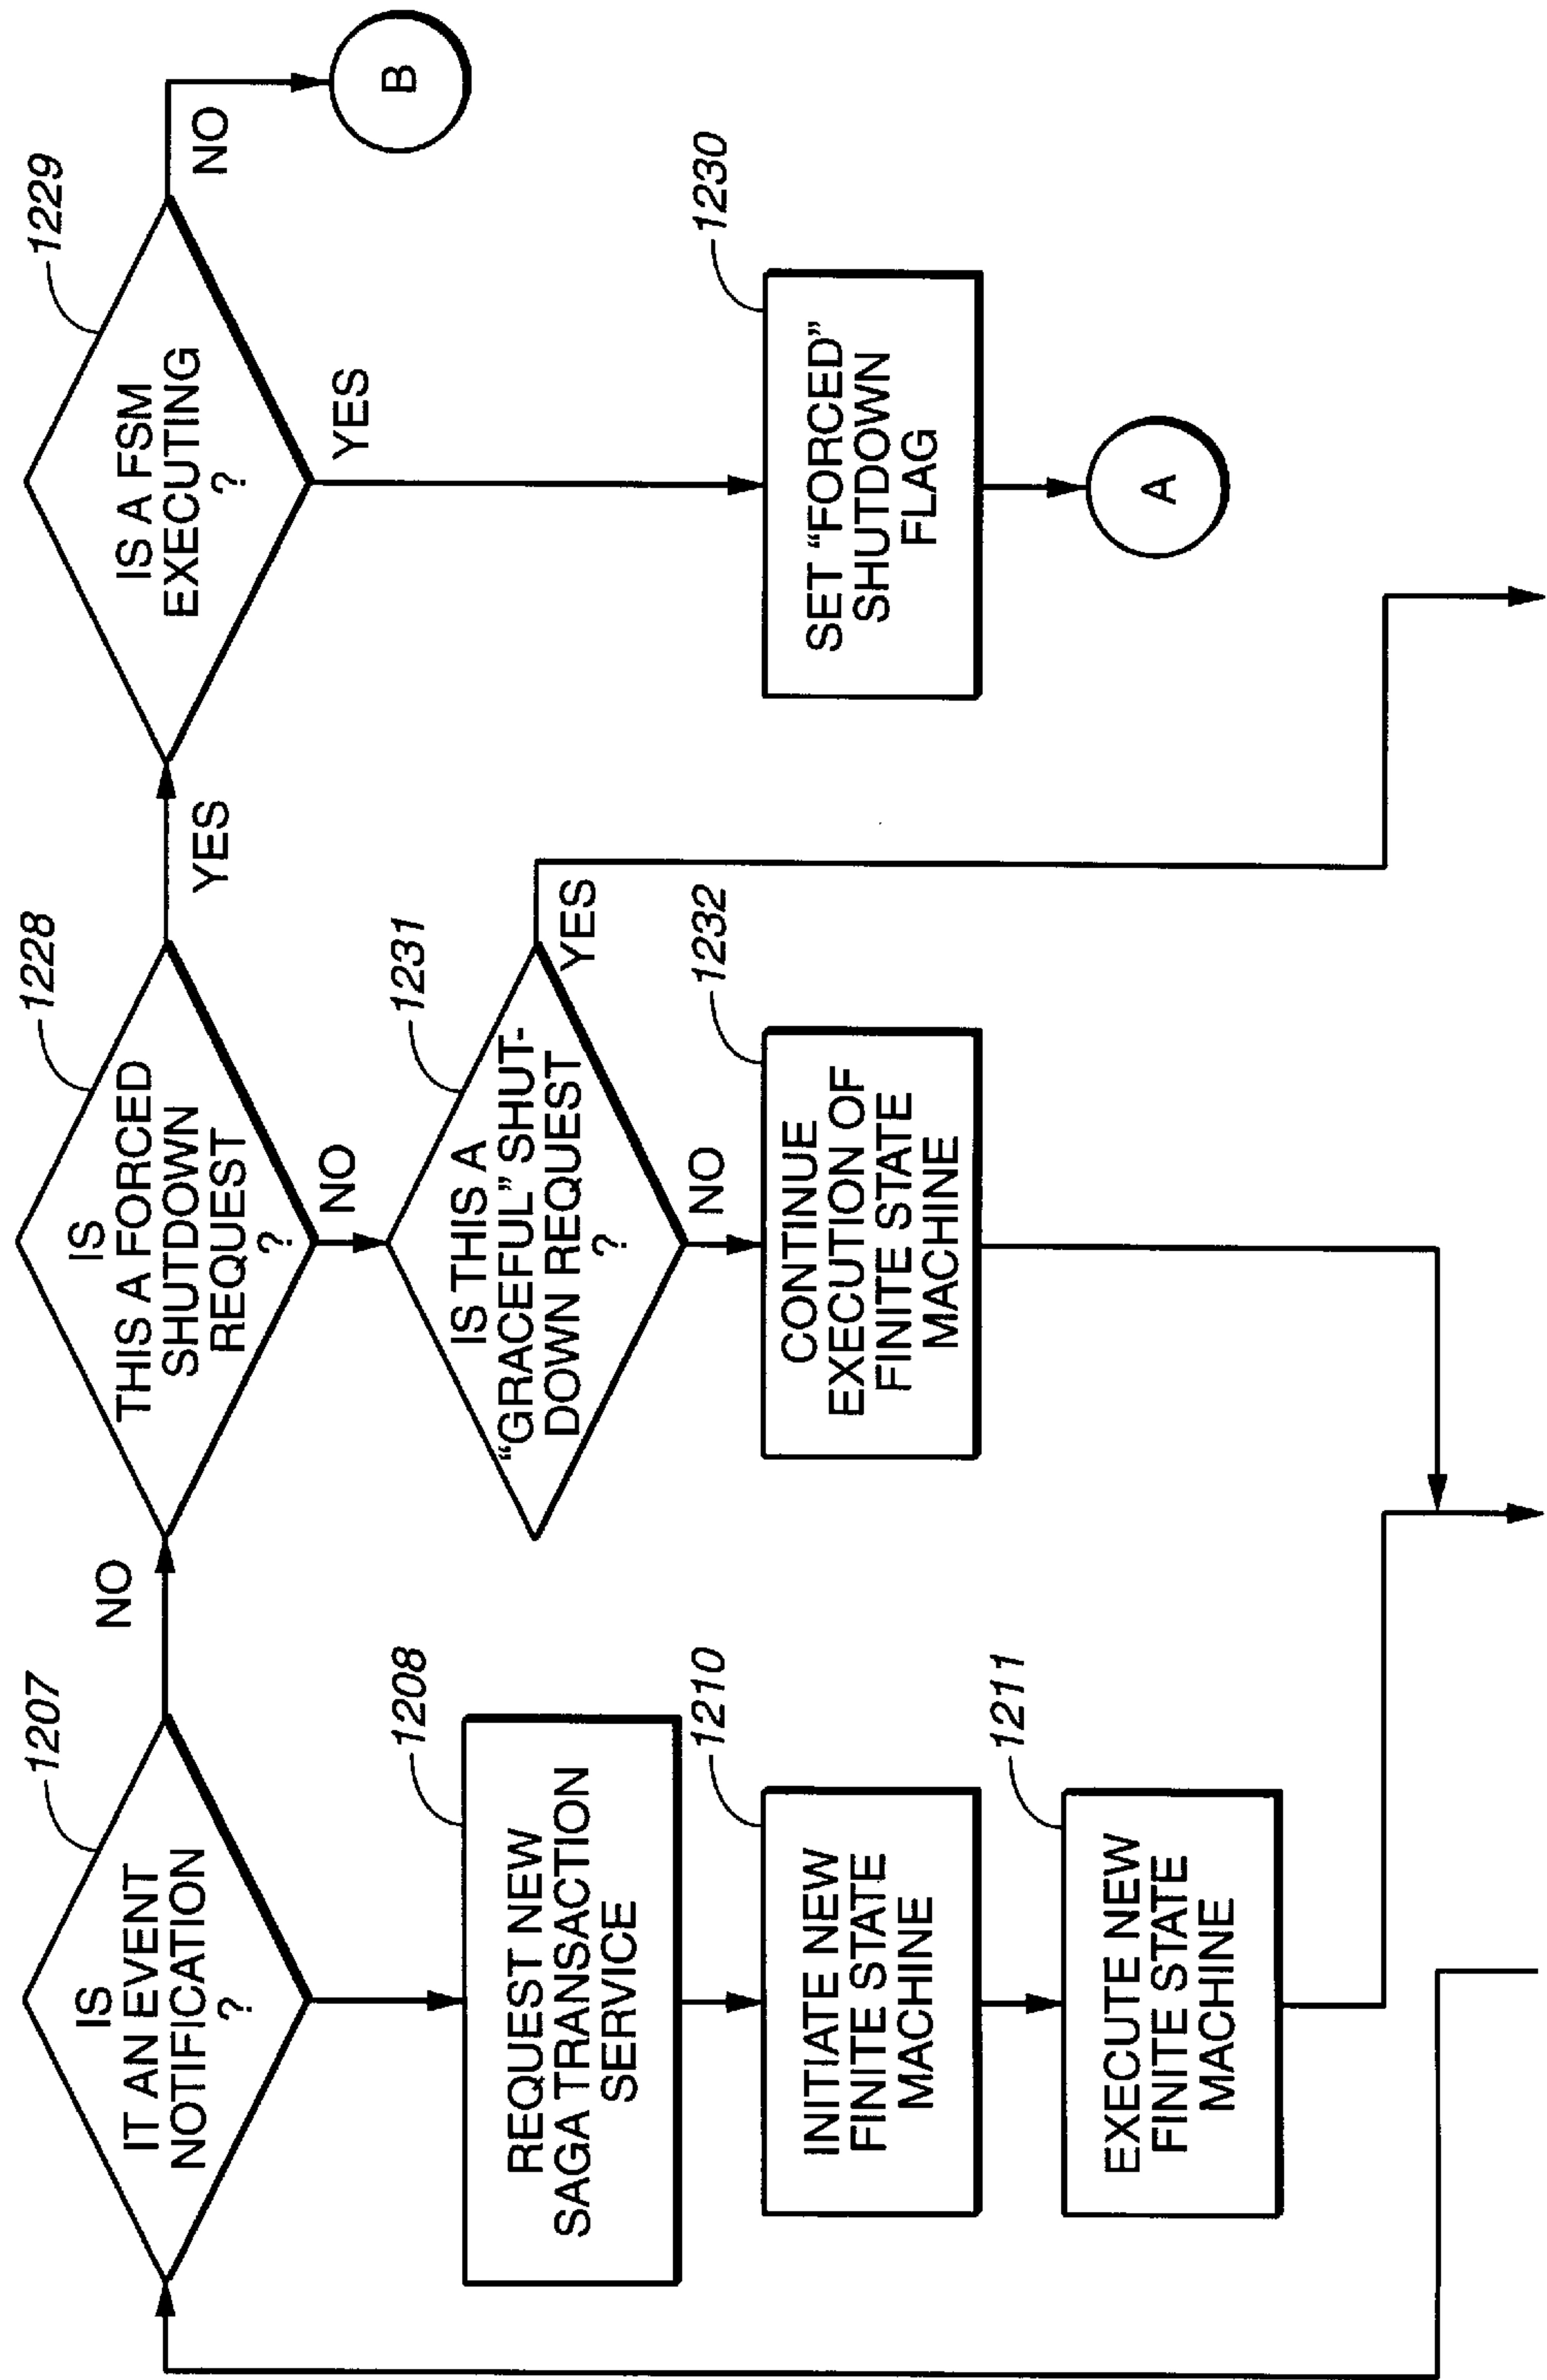 1207
IS
IT AN EVENT
NOTIFICATION
?
NO
1208
REQUEST NEW
SAGA TRANSACTION
SERVICE
1210
INITIATE NEW
FINITE STATE
MACHINE
1211
EXECUTE NEW
FINITE STATE
MACHINE
1228
IS
THIS A FORCED
SHUTDOWN
REQUEST
?
YES
NO
1231
IS THIS A
"GRACEFUL" SHUT-
DOWN REQUEST
?
YES
NO
1232
CONTINUE
EXECUTION OF
FINITE STATE
MACHINE
1229
IS A FSM
EXECUTING
?
NO
B
YES
1230
SET "FORCED"
SHUTDOWN
FLAG
A